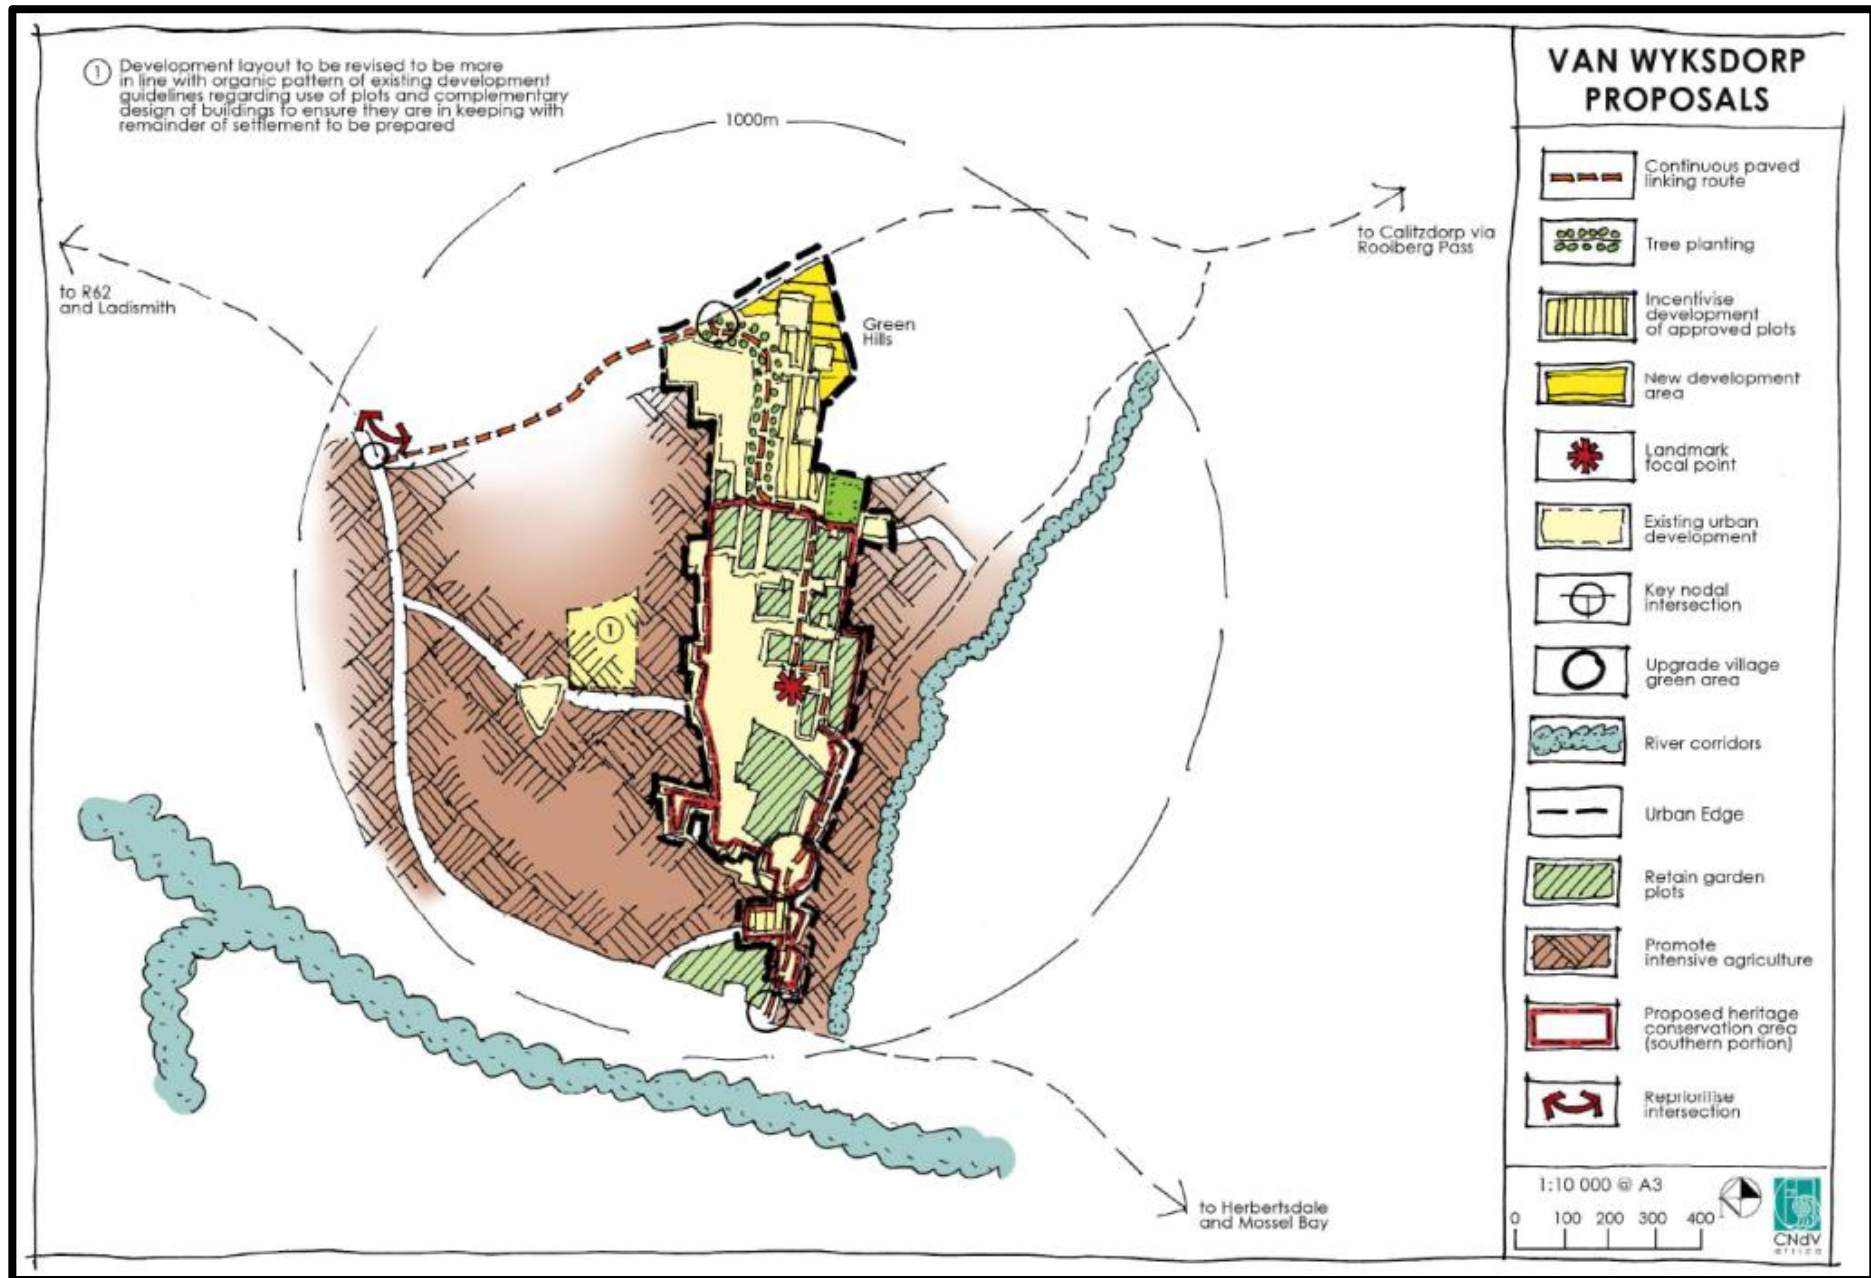 ① Development layout to be revised to be more
in line with organic pattern of existing development
guidelines regarding use of plots and complementary
design of buildings to ensure they are in keeping with
remainder of settlement to be prepared
1000m
to R62
and Ladismith
to Calitzdorp via
Rooiberg Pass
Green
Hills
①
to Herbertsdale
and Mossel Bay
VAN WYKSDORP
PROPOSALS
Continuous paved
linking route
Tree planting
Incentivise
development
of approved plots
New development
area
Landmark
focal point
Existing urban
development
Key nodal
intersection
Upgrade village
green area
River corridors
Urban Edge
Retain garden
plots
Promote
intensive agriculture
Proposed heritage
conservation area
(southern portion)
Reprioritise
intersection
1:10 000 @ A3
0 100 200 300 400
CNdV
africa